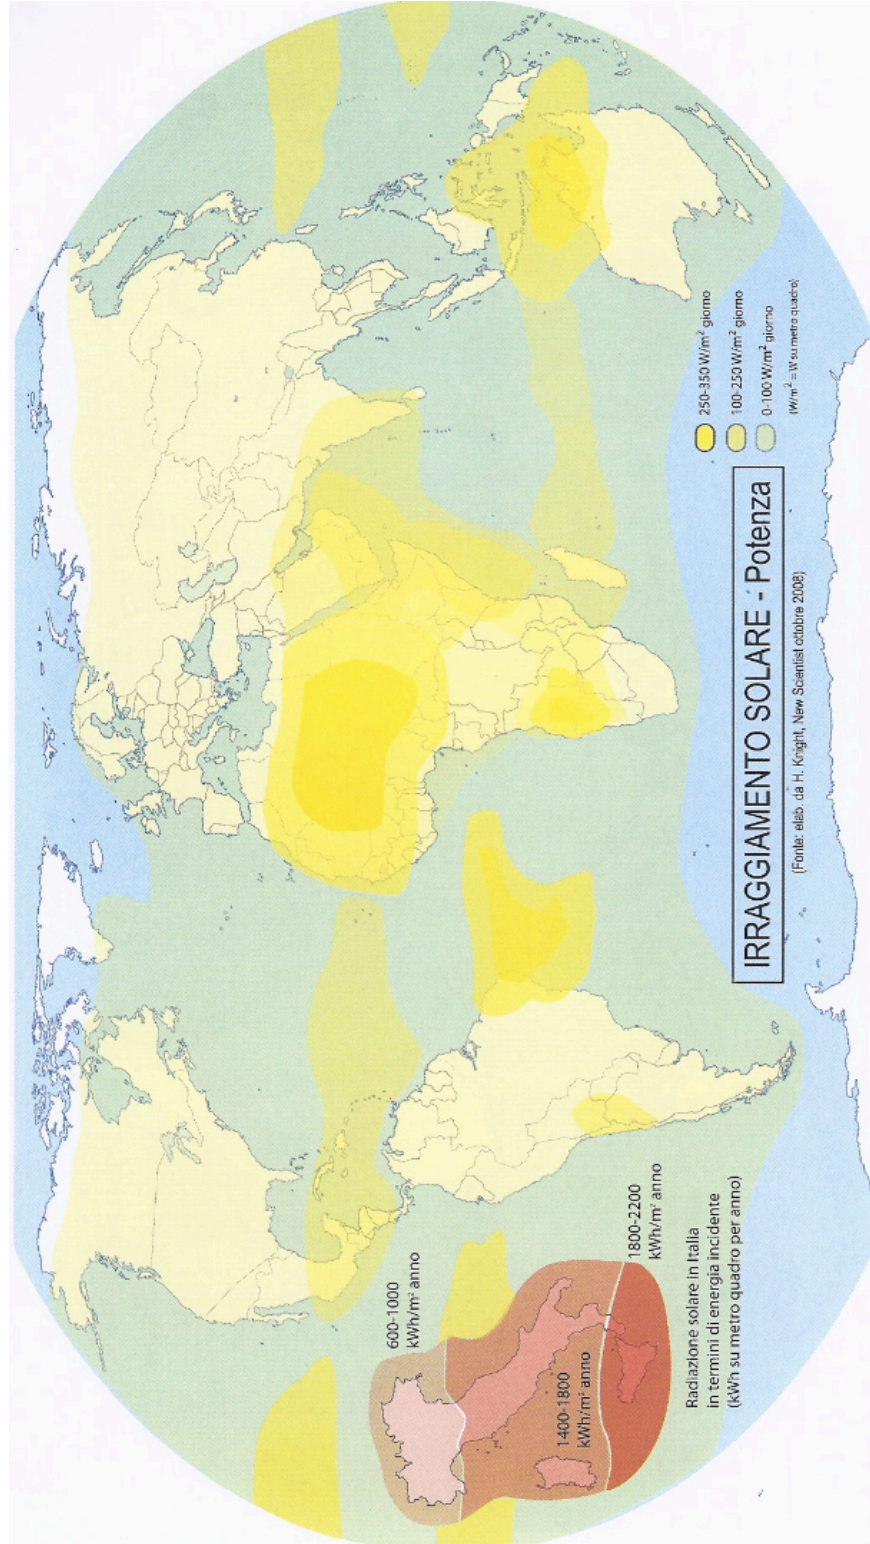 600-1000
kWh/m² anno
1400-1800
kWh/m² anno
1800-2200
kWh/m² anno
Radiazione solare in Italia
in termini di energia incidente
(kWh su metro quadro per anno)
IRRAGGIAMENTO SOLARE - Potenza
(Fonte: elab. da H. Knight, New Scientist ottobre 2008)
250-350 W/m² giorno
100-250 W/m² giorno
0-100 W/m² giorno
(W/m² = W su metro quadro)